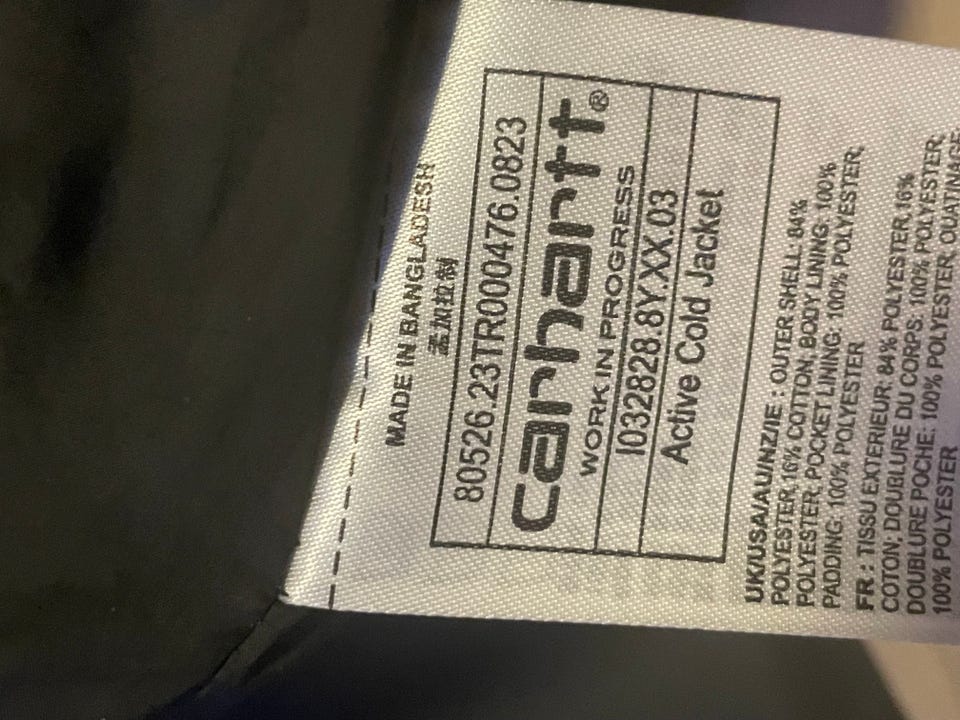 MADE IN BANGLADESH
孟加拉制
80526.23TR000476.0823
carhartt®
WORK IN PROGRESS
I032828.8Y.XX.03
Active Cold Jacket
UK/USA/AU/NZ/IE : OUTER SHELL: 84%
POLYESTER 16% COTTON, BODY LINING: 100%
POLYESTER, POCKET LINING: 100% POLYESTER,
PADDING: 100% POLYESTER
FR : TISSU EXTERIEUR: 84% POLYESTER 16%
COTON; DOUBLURE DU CORPS: 100% POLYESTER;
DOUBLURE POCHE: 100% POLYESTER, OUATINAGE:
100% POLYESTER